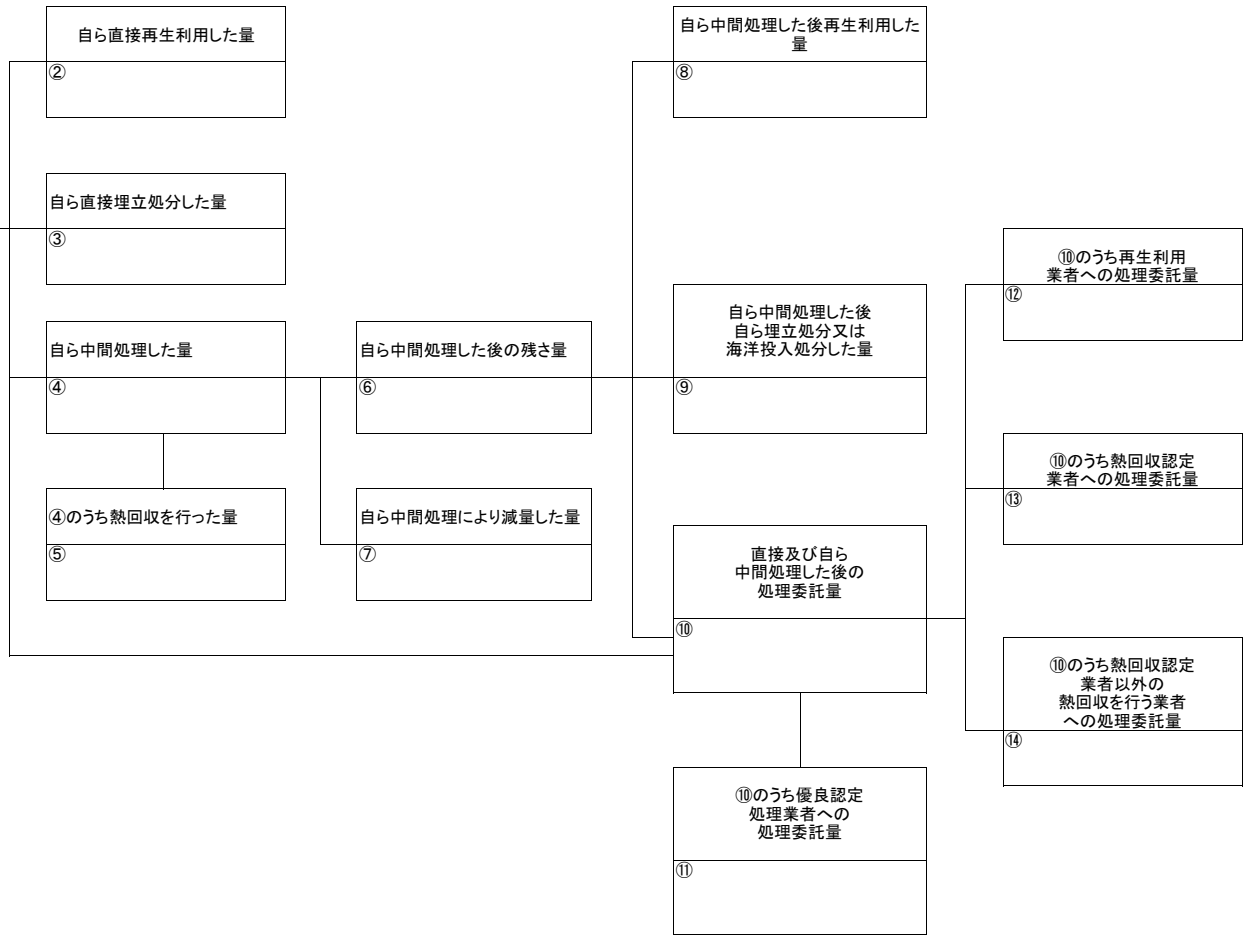 自ら直接再生利用した量
②
自ら中間処理した後再生利用した
量
⑧
自ら直接埋立処分した量
③
⑩のうち再生利用
業者への処理委託量
⑫
自ら中間処理した量
④
自ら中間処理した後の残さ量
⑥
自ら中間処理した後
自ら埋立処分又は
海洋投入処分した量
⑨
⑩のうち熱回収認定
業者への処理委託量
⑬
④のうち熱回収を行った量
⑤
自ら中間処理により減量した量
⑦
直接及び自ら
中間処理した後の
処理委託量
⑩
⑩のうち熱回収認定
業者以外の
熱回収を行う業者
への処理委託量
⑭
⑩のうち優良認定
処理業者への
処理委託量
⑪